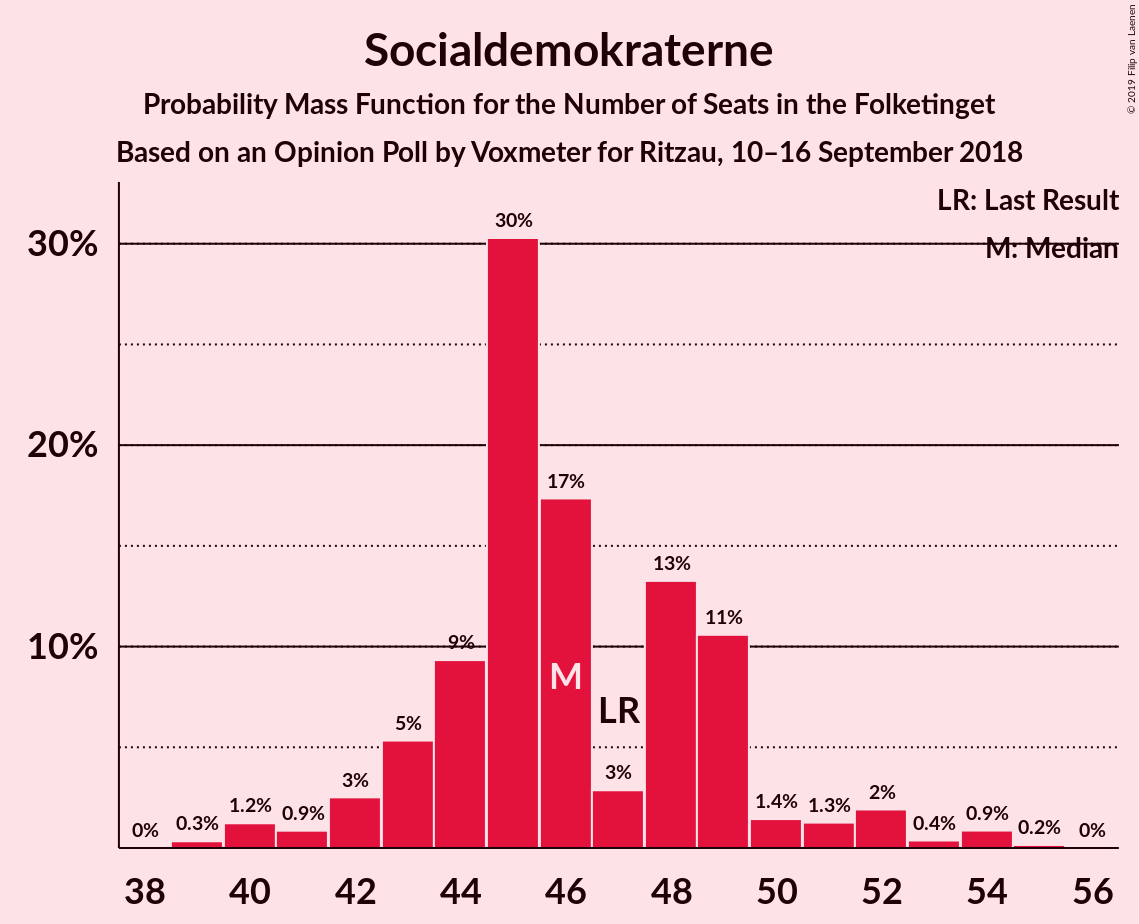 Socialdemokraterne
Probability Mass Function for the Number of Seats in the Folketinget
Based on an Opinion Poll by Voxmeter for Ritzau, 10–16 September 2018
© 2019 Filip van Laenen
LR: Last Result
M: Median
30%
20%
10%
0%
0.3%
1.2%
0.9%
3%
5%
9%
30%
17%
3%
13%
11%
1.4%
1.3%
2%
0.4%
0.9%
0.2%
0%
M
LR
38 40 42 44 46 48 50 52 54 56